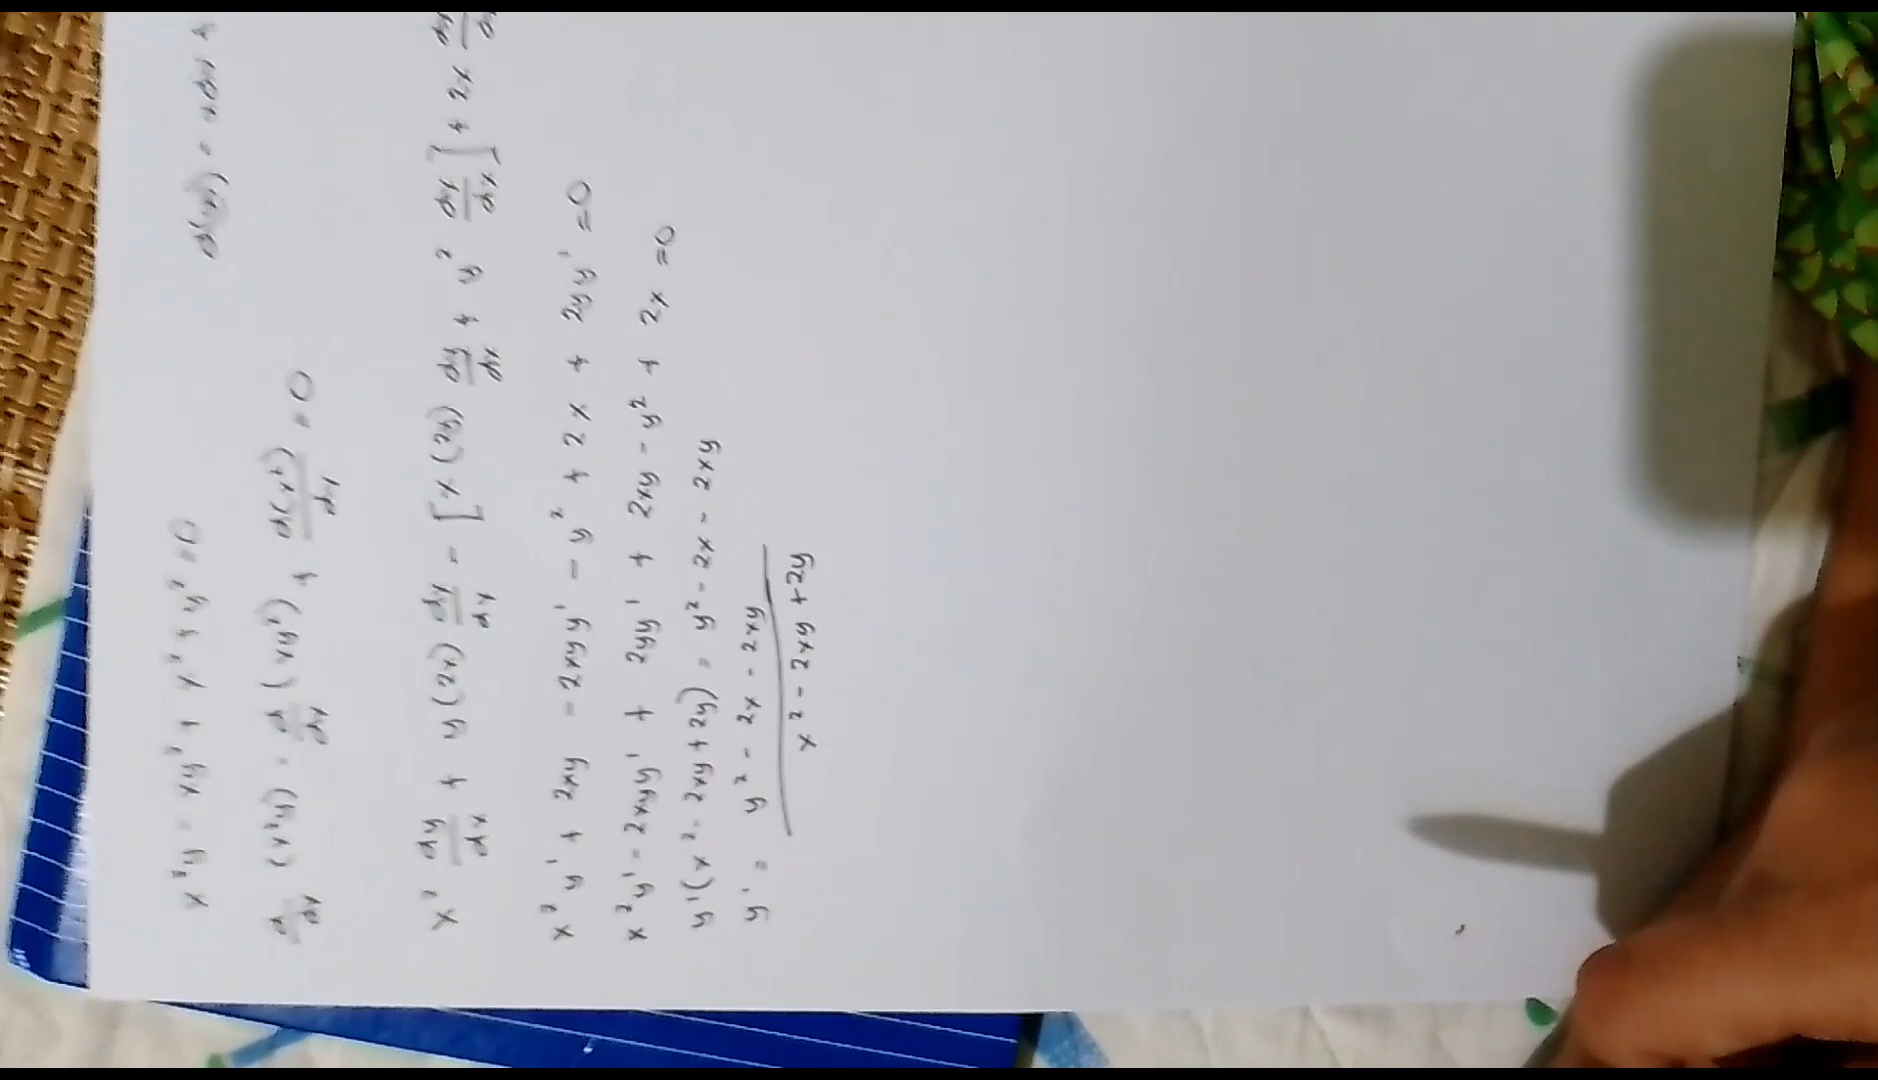 x²y - xy² + x² + y² = 0
d(xy) = xdy +
d/dx (x²y) - d/dx (xy²) + d(x²)/dx = 0
x² dy/dx + y(2x) dx/dx - [x(2y) dy/dx + y² dx/dx] + 2x
x²y' + 2xy - 2xyy' - y² + 2x + 2yy' = 0
x²y' - 2xyy' + 2yy' + 2xy - y² + 2x = 0
y'(x² - 2xy + 2y) = y² - 2x - 2xy
y' = y² - 2x - 2xy
x² - 2xy + 2y